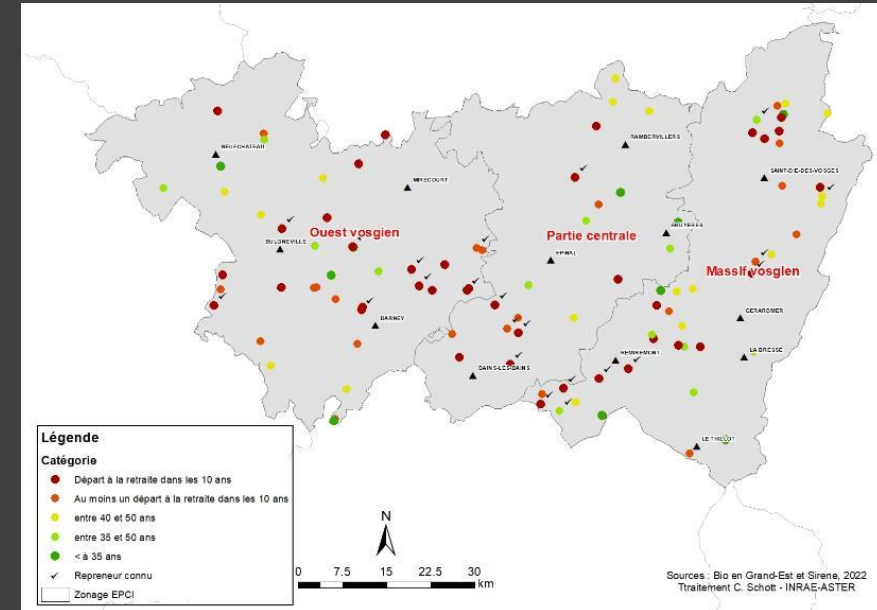 NEUFCHATEAU
MIRECOURT
RAMBERVILLERS
SAINT-DIE-DES-VOSGES
BULGNEVILLE
Ouest vosgien
Partie centrale
BRUYERES
EPINAL
Massif vosgien
DARNEY
GERARDMER
LA BRESSE
BAINS-LES-BAINS
REMIREMONT
LE THILLOT
Légende
Catégorie
Départ à la retraite dans les 10 ans
Au moins un départ à la retraite dans les 10 ans
entre 40 et 50 ans
entre 35 et 50 ans
< à 35 ans
Repreneur connu
Zonage EPCI
N
0 7.5 15 22.5 30
km
Sources : Bio en Grand-Est et Sirene, 2022
Ttraitement C. Schott - INRAE-ASTER